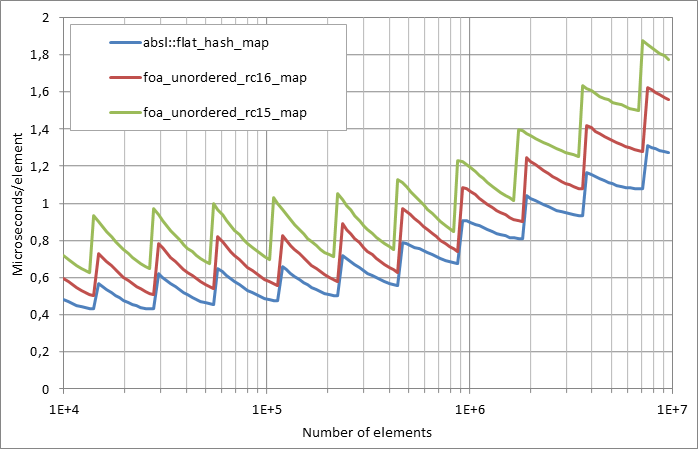 2
1,8
1,6
1,4
1,2
1
0,8
0,6
0,4
0,2
0
Microseconds/element
absl::flat_hash_map
foa_unordered_rc16_map
foa_unordered_rc15_map
1E+4 1E+5 1E+6 1E+7
Number of elements